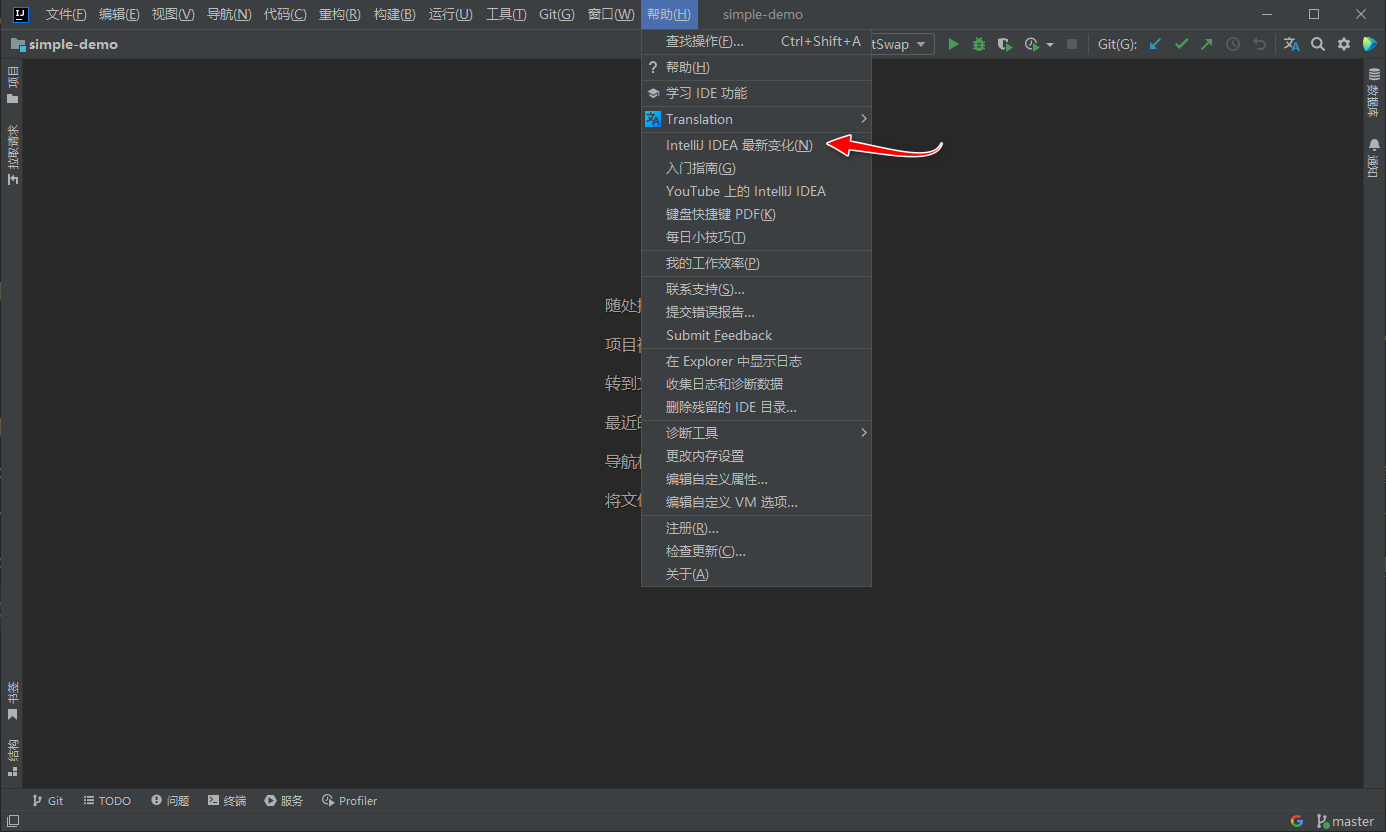 IJ 文件(F) 编辑(E) 视图(V) 导航(N) 代码(C) 重构(R) 构建(B) 运行(U) 工具(T) Git(G) 窗口(W) 帮助(H) simple-demo
simple-demo
tSwap
Git(G):
查找操作(F)... Ctrl+Shift+A
? 帮助(H)
学习 IDE 功能
Translation
IntelliJ IDEA 最新变化(N)
入门指南(G)
YouTube 上的 IntelliJ IDEA
键盘快捷键 PDF(K)
每日小技巧(T)
我的工作效率(P)
联系支持(S)...
提交错误报告...
Submit Feedback
在 Explorer 中显示日志
收集日志和诊断数据
删除残留的 IDE 目录...
诊断工具
更改内存设置
编辑自定义属性...
编辑自定义 VM 选项...
注册(R)...
检查更新(C)...
关于(A)
项目
拉取请求
书签
结构
随处
项目
转到
最近
导航
将文
数据库
通知
Git TODO 问题 终端 服务 Profiler
master